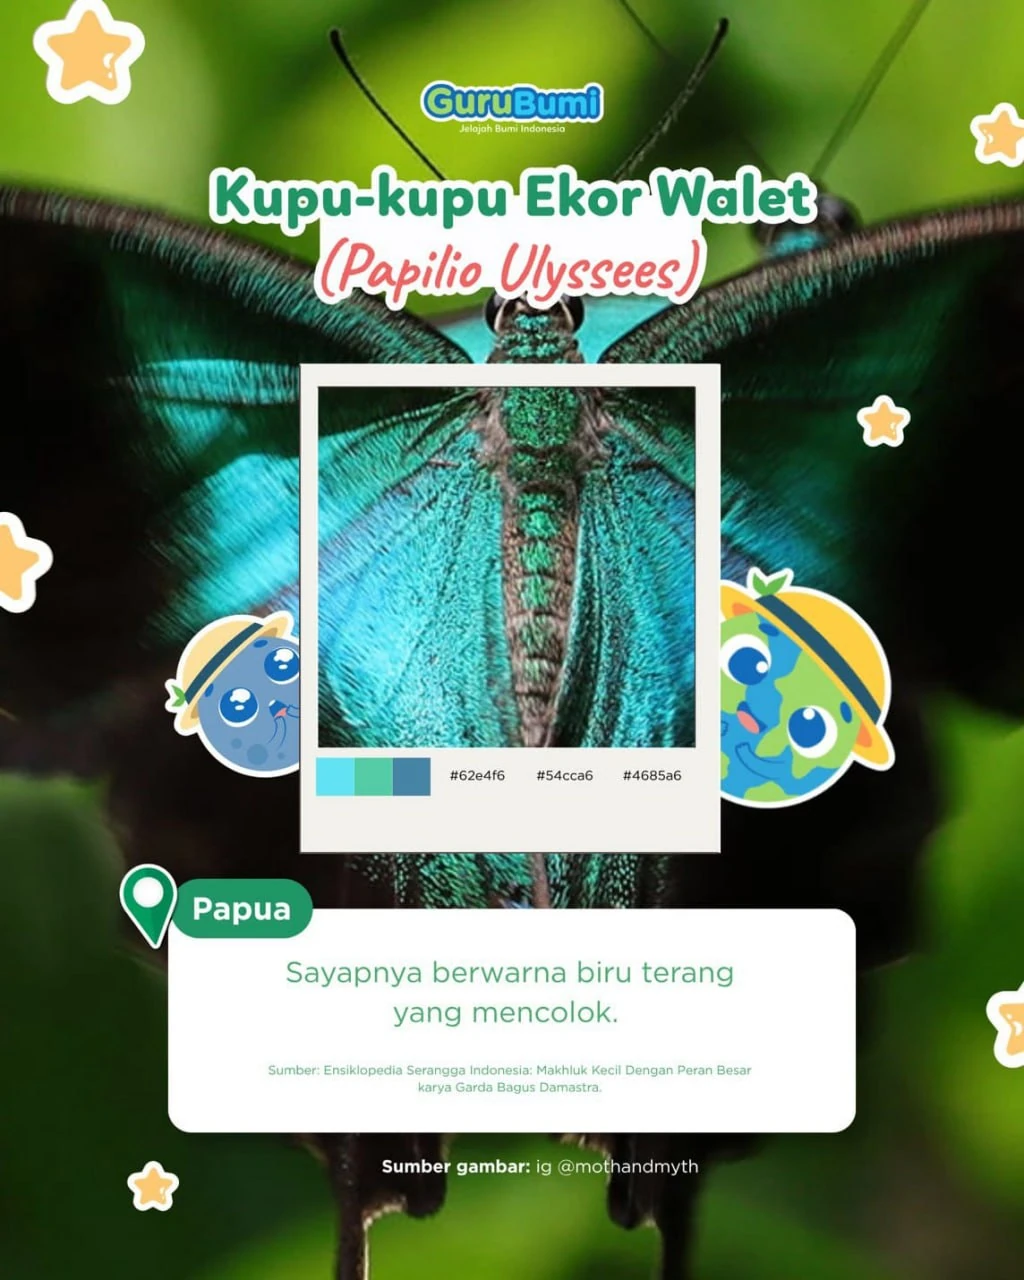 GuruBumi
Jelajah Bumi Indonesia
Kupu-kupu Ekor Walet
(Papilio Ulyssees)
#62e4f6 #54cca6 #4685a6
Papua
Sayapnya berwarna biru terang
yang mencolok.
Sumber: Ensiklopedia Serangga Indonesia: Makhluk Kecil Dengan Peran Besar
karya Garda Bagus Damastra.
Sumber gambar: ig @mothandmyth